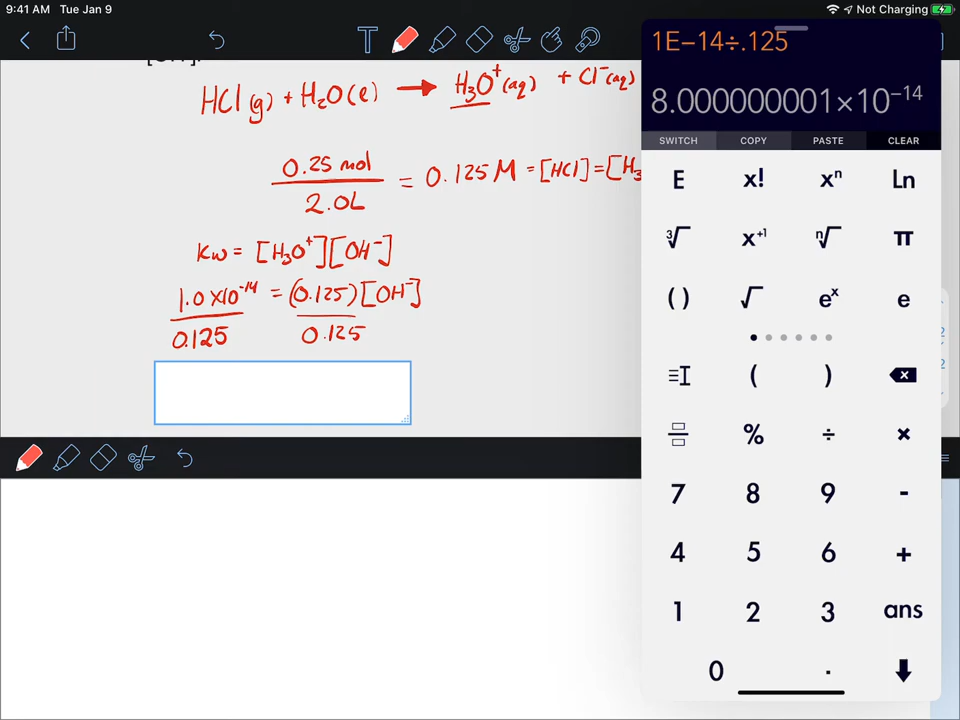 9:41 AM Tue Jan 9
Not Charging
T
HCl(g) + H₂O(ℓ) → H₃O⁺(aq) + Cl⁻(aq)
0.25 mol
2.0L
= 0.125 M = [HCl] = [H₃
Kw = [H₃O⁺][OH⁻]
1.0×10⁻¹⁴ = (0.125)[OH⁻]
0.125 0.125
1E−14÷.125
8.000000001×10⁻¹⁴
SWITCH COPY PASTE CLEAR
E x! xⁿ Ln
³√ x⁺¹ ⁿ√ π
( ) √ eˣ e
( )
% ÷ ×
7 8 9 -
4 5 6 +
1 2 3 ans
0 .